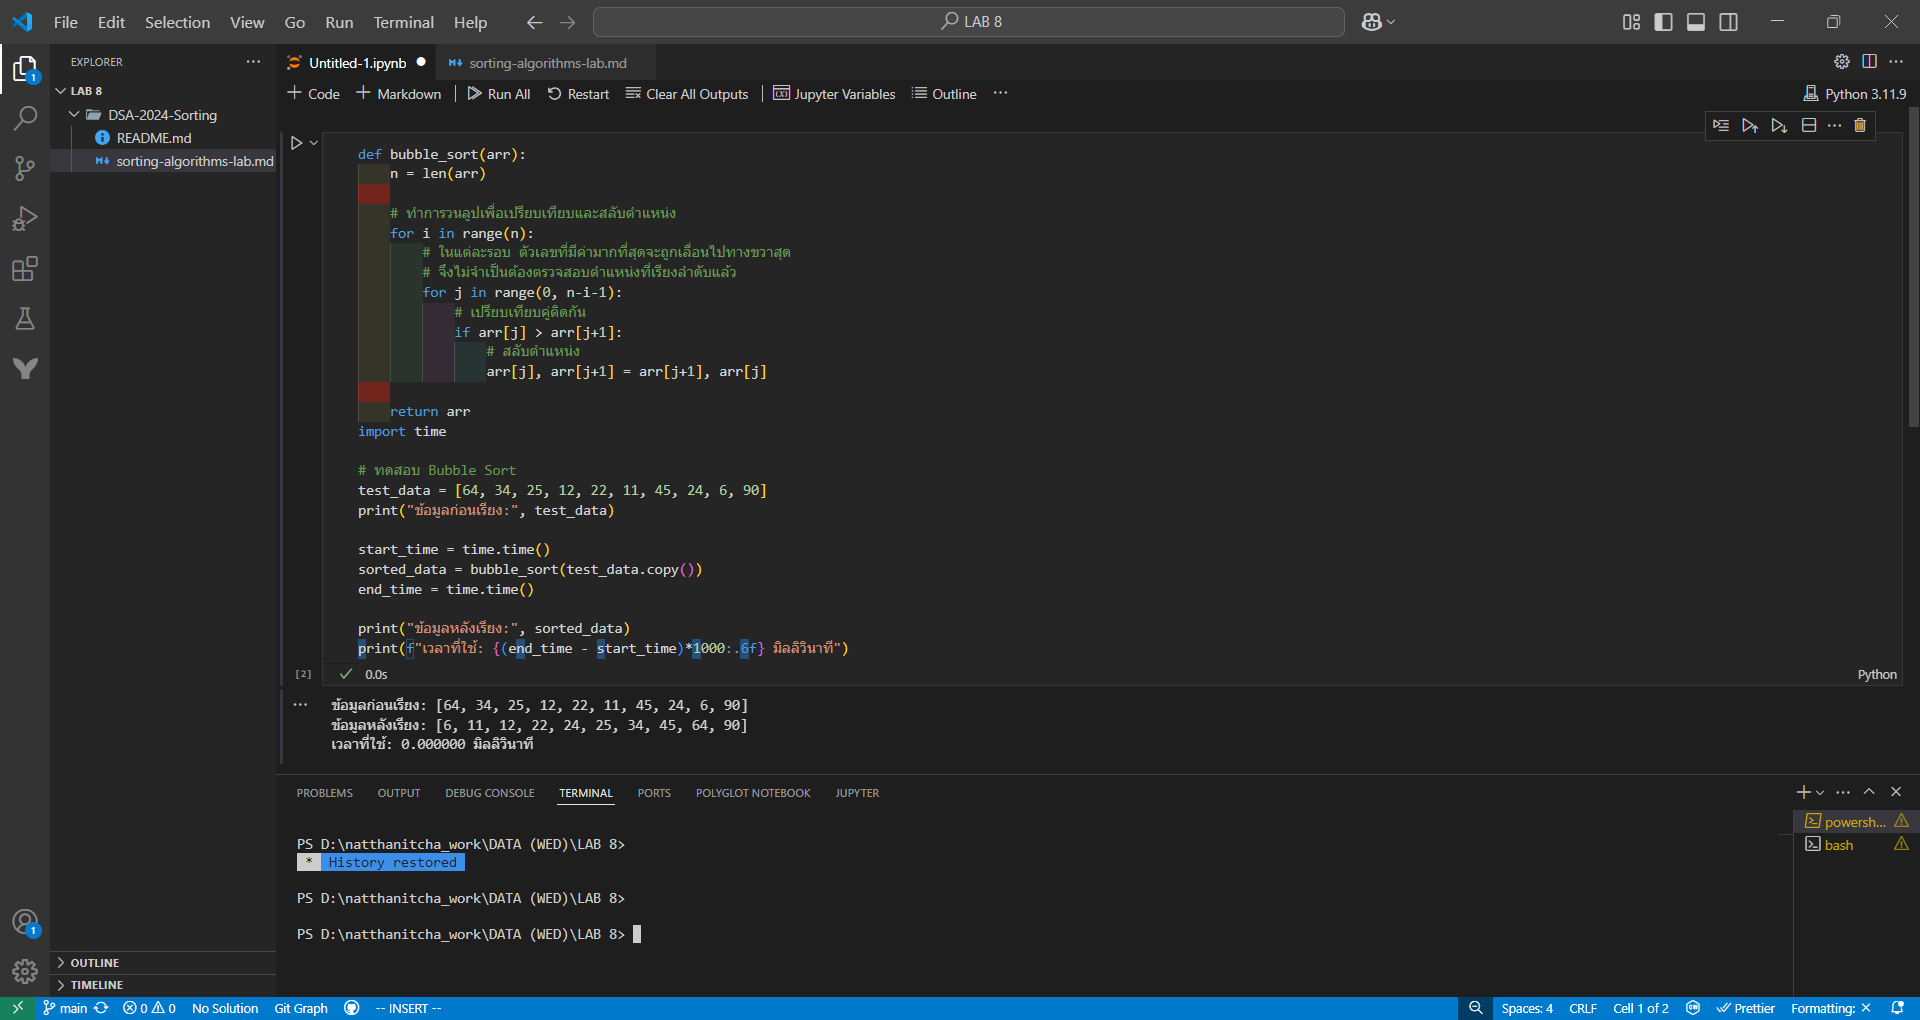 File Edit Selection View Go Run Terminal Help
LAB 8
EXPLORER
LAB 8
DSA-2024-Sorting
README.md
sorting-algorithms-lab.md
OUTLINE
TIMELINE
Untitled-1.ipynb
sorting-algorithms-lab.md
Code Markdown Run All Restart Clear All Outputs Jupyter Variables Outline
Python 3.11.9
def bubble_sort(arr):
n = len(arr)
# ทำการวนลูปเพื่อเปรียบเทียบและสลับตำแหน่ง
for i in range(n):
# ในแต่ละรอบ ตัวเลขที่มีค่ามากที่สุดจะถูกเลื่อนไปทางขวาสุด
# จึงไม่จำเป็นต้องตรวจสอบตำแหน่งที่เรียงลำดับแล้ว
for j in range(0, n-i-1):
# เปรียบเทียบคู่ติดกัน
if arr[j] > arr[j+1]:
# สลับตำแหน่ง
arr[j], arr[j+1] = arr[j+1], arr[j]
return arr
import time
# ทดสอบ Bubble Sort
test_data = [64, 34, 25, 12, 22, 11, 45, 24, 6, 90]
print("ข้อมูลก่อนเรียง:", test_data)
start_time = time.time()
sorted_data = bubble_sort(test_data.copy())
end_time = time.time()
print("ข้อมูลหลังเรียง:", sorted_data)
print(f"เวลาที่ใช้: {(end_time - start_time)*1000:.6f} มิลลิวินาที")
[2] 0.0s
Python
ข้อมูลก่อนเรียง: [64, 34, 25, 12, 22, 11, 45, 24, 6, 90]
ข้อมูลหลังเรียง: [6, 11, 12, 22, 24, 25, 34, 45, 64, 90]
เวลาที่ใช้: 0.000000 มิลลิวินาที
PROBLEMS OUTPUT DEBUG CONSOLE TERMINAL PORTS POLYGLOT NOTEBOOK JUPYTER
PS D:\natthanitcha_work\DATA (WED)\LAB 8>
* History restored
PS D:\natthanitcha_work\DATA (WED)\LAB 8>
PS D:\natthanitcha_work\DATA (WED)\LAB 8>
powersh...
bash
1
1
main 0 0 No Solution Git Graph -- INSERT --
Spaces: 4 CRLF Cell 1 of 2 Prettier Formatting: ×